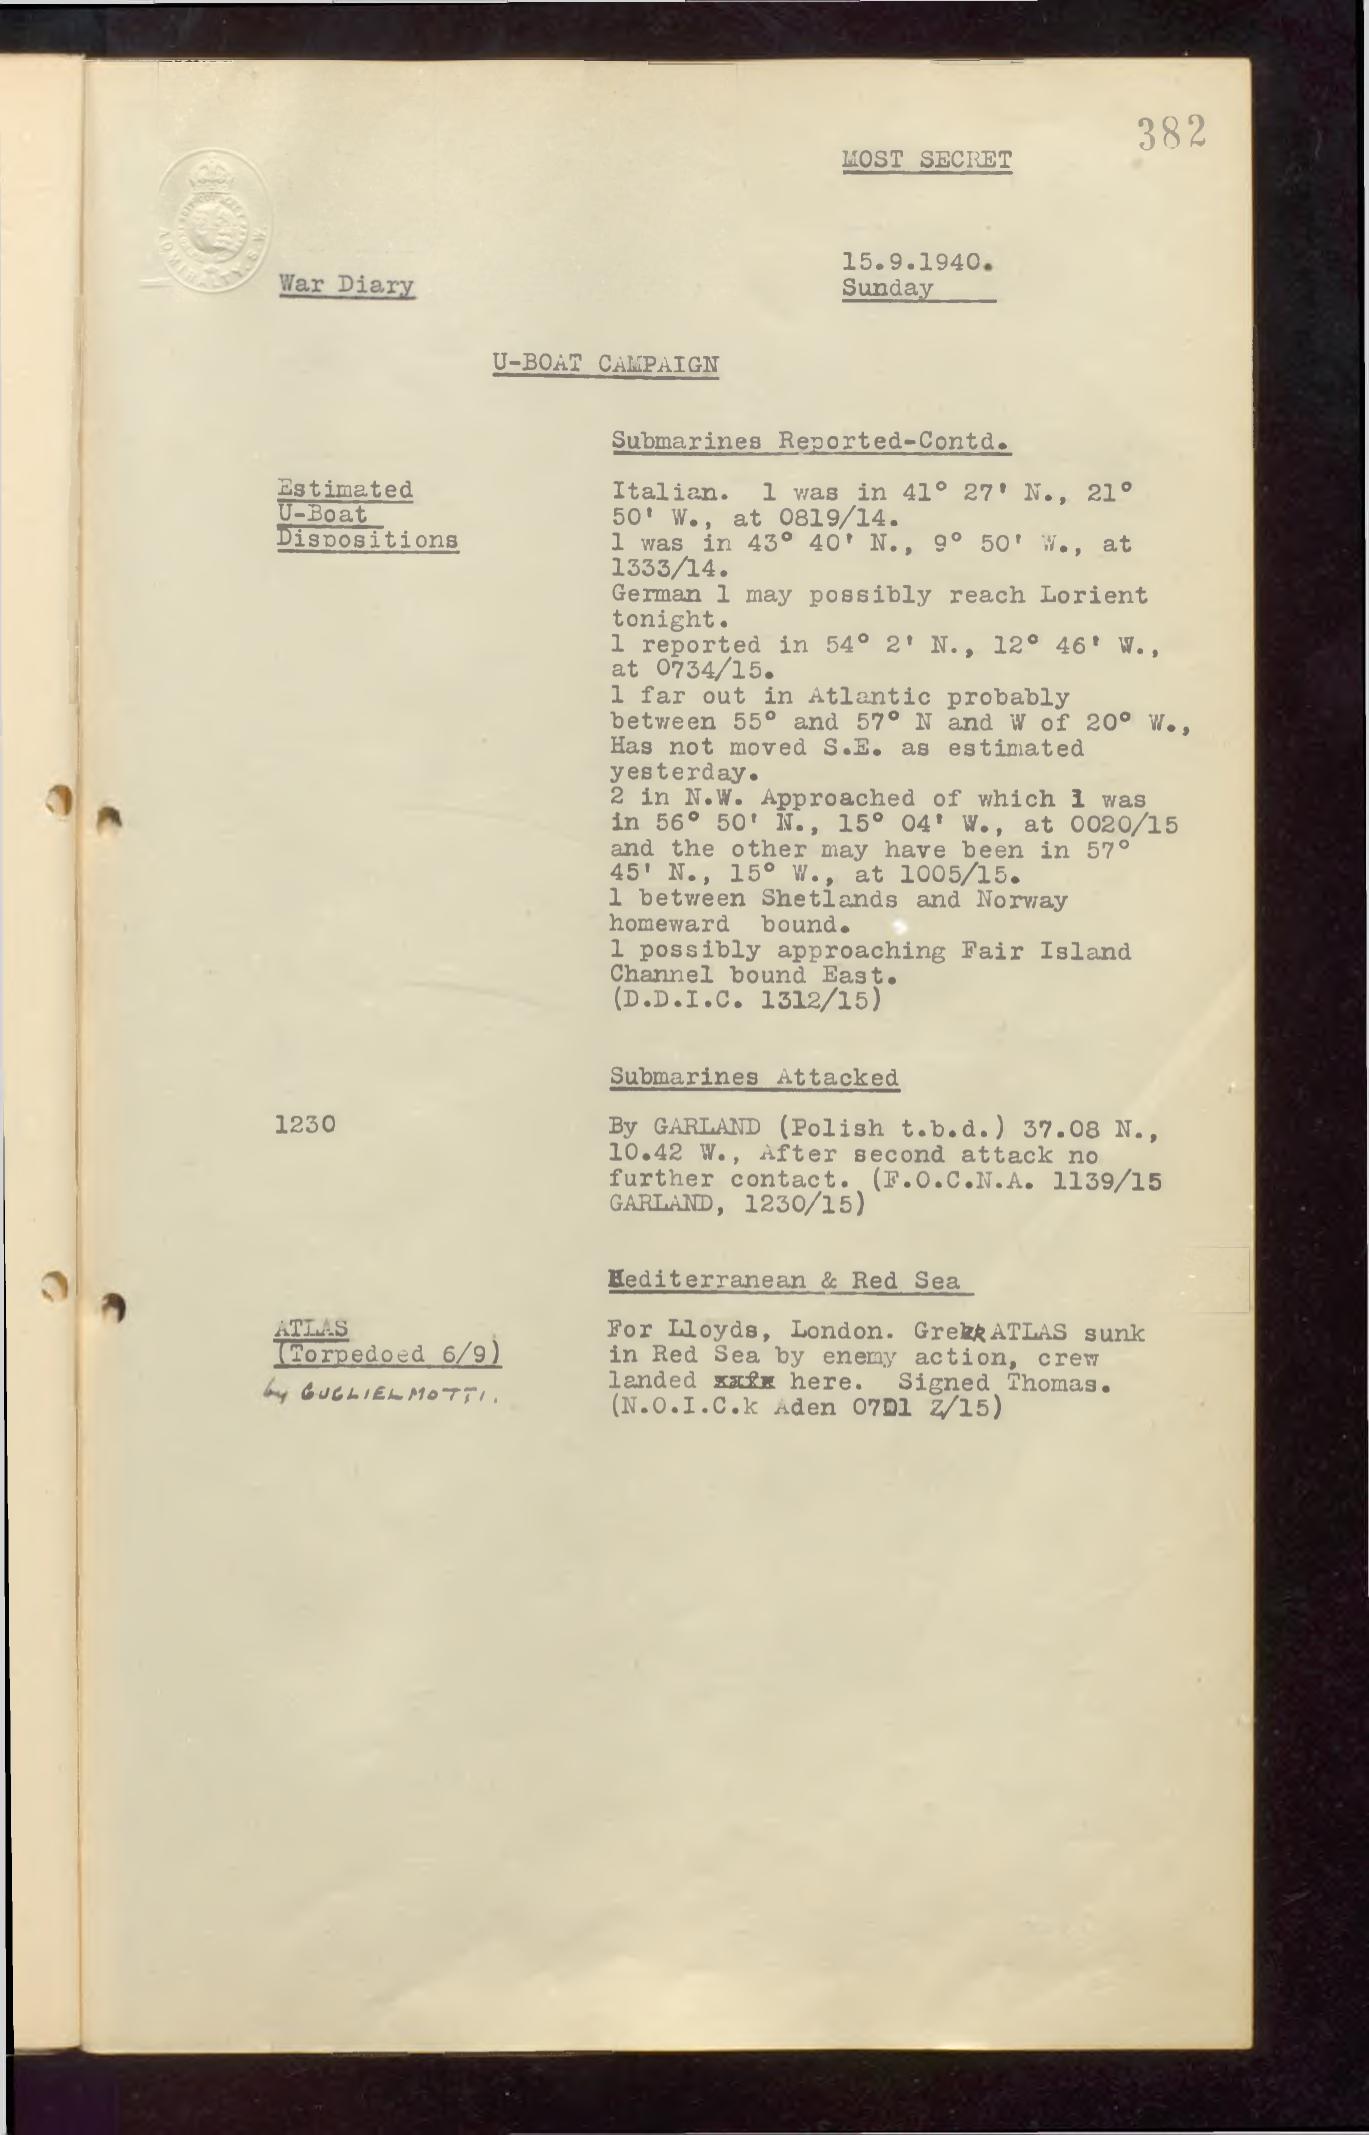 382
MOST SECRET
ADMIRALTY. S.W.
15.9.1940.
War Diary
Sunday
U-BOAT CAMPAIGN
Submarines Reported-Contd.
Estimated
U-Boat
Dispositions
Italian. 1 was in 41° 27' N., 21°
50' W., at 0819/14.
1 was in 43° 40' N., 9° 50' W., at
1333/14.
German 1 may possibly reach Lorient
tonight.
1 reported in 54° 2' N., 12° 46' W.,
at 0734/15.
1 far out in Atlantic probably
between 55° and 57° N and W of 20° W.,
Has not moved S.E. as estimated
yesterday.
2 in N.W. Approached of which 1 was
in 56° 50' N., 15° 04' W., at 0020/15
and the other may have been in 57°
45' N., 15° W., at 1005/15.
1 between Shetlands and Norway
homeward bound.
1 possibly approaching Fair Island
Channel bound East.
(D.D.I.C. 1312/15)
Submarines Attacked
1230
By GARLAND (Polish t.b.d.) 37.08 N.,
10.42 W., After second attack no
further contact. (F.O.C.N.A. 1139/15
GARLAND, 1230/15)
Mediterranean & Red Sea
ATLAS
(Torpedoed 6/9)
by GUGLIELMOTTI.
For Lloyds, London. Greek ATLAS sunk
in Red Sea by enemy action, crew
landed here. Signed Thomas.
(N.O.I.C.k Aden 07D1 Z/15)